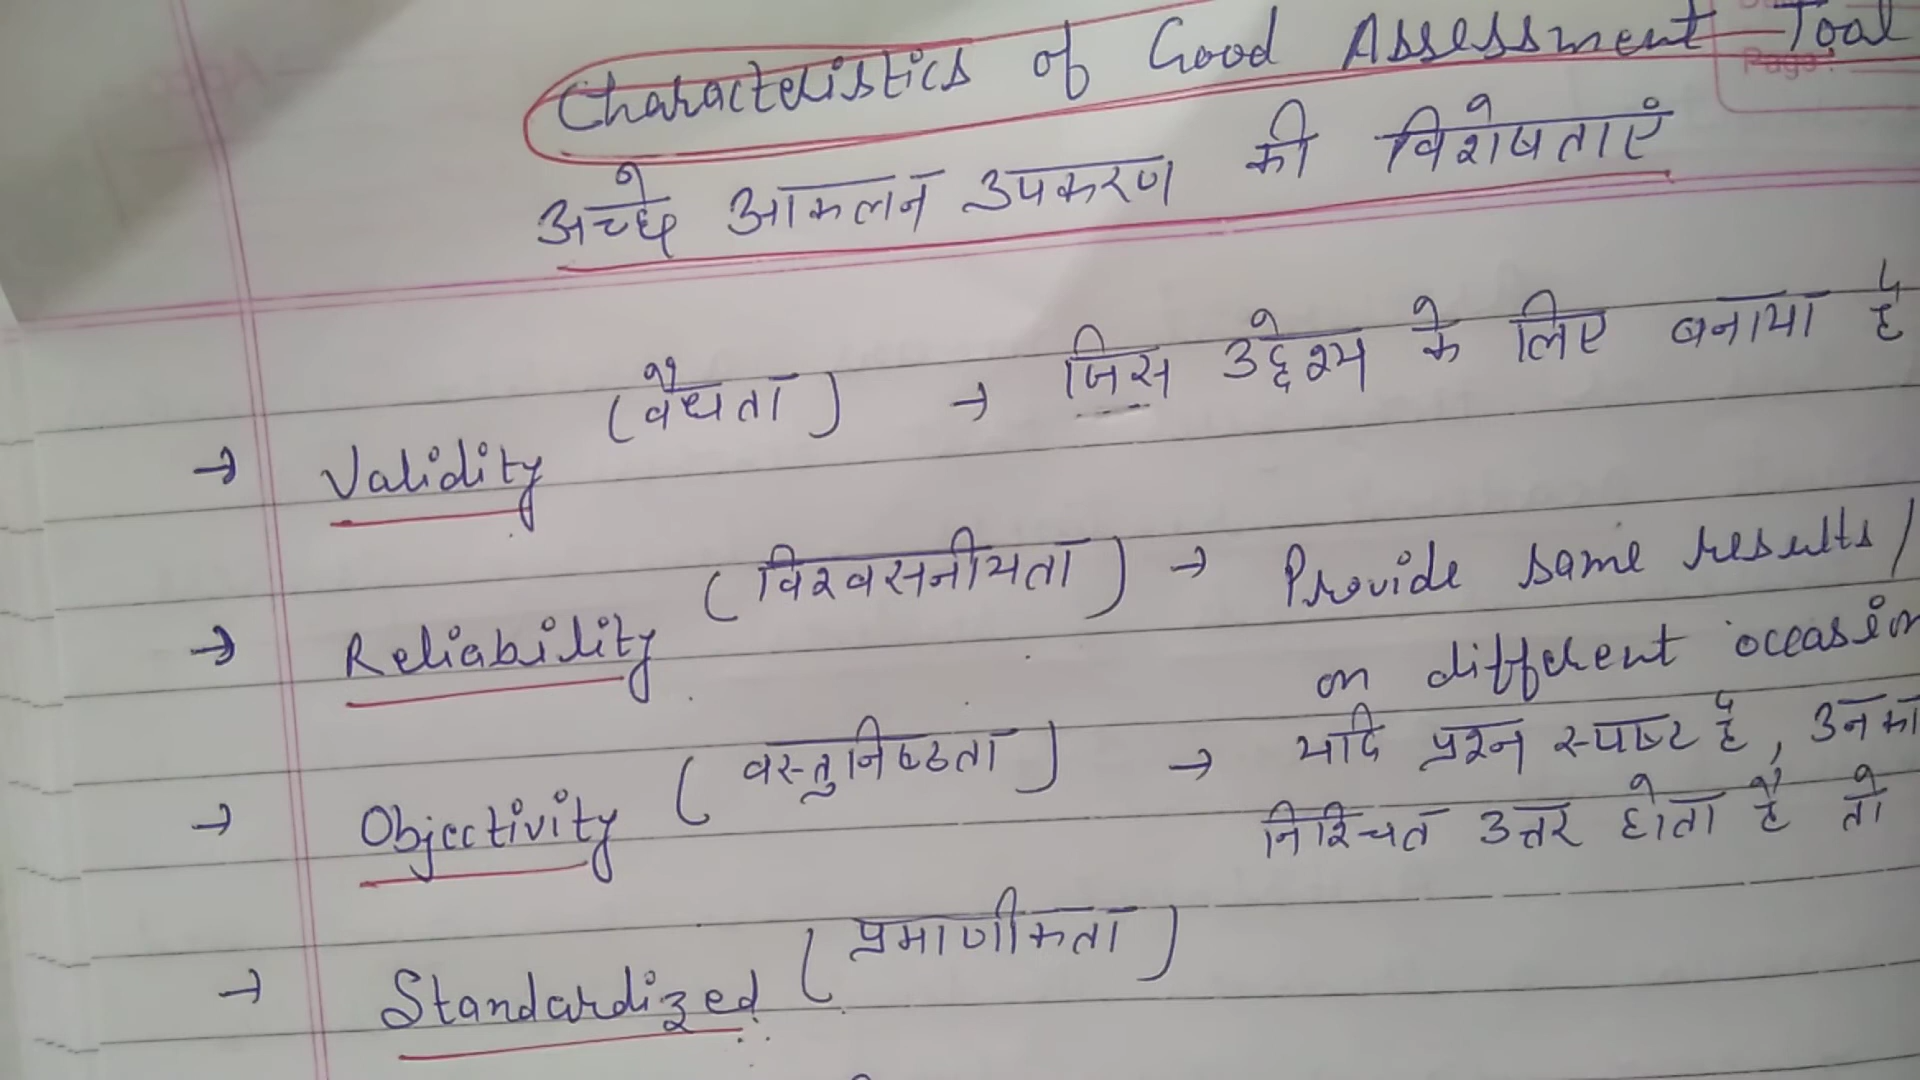 Characteristics of Good Assessment Tool
अच्छे आकलन उपकरण की विशेषताएं
→ Validity (वैधता) → जिस उद्देश्य के लिए बनाया है
→ Reliability (विश्वसनीयता) → Provide same results/
on different occasion
→ Objectivity (वस्तुनिष्ठता) → यदि प्रश्न स्पष्ट है, उनका
निश्चित उत्तर होता है तो
→ Standardized (प्रमाणीकता)